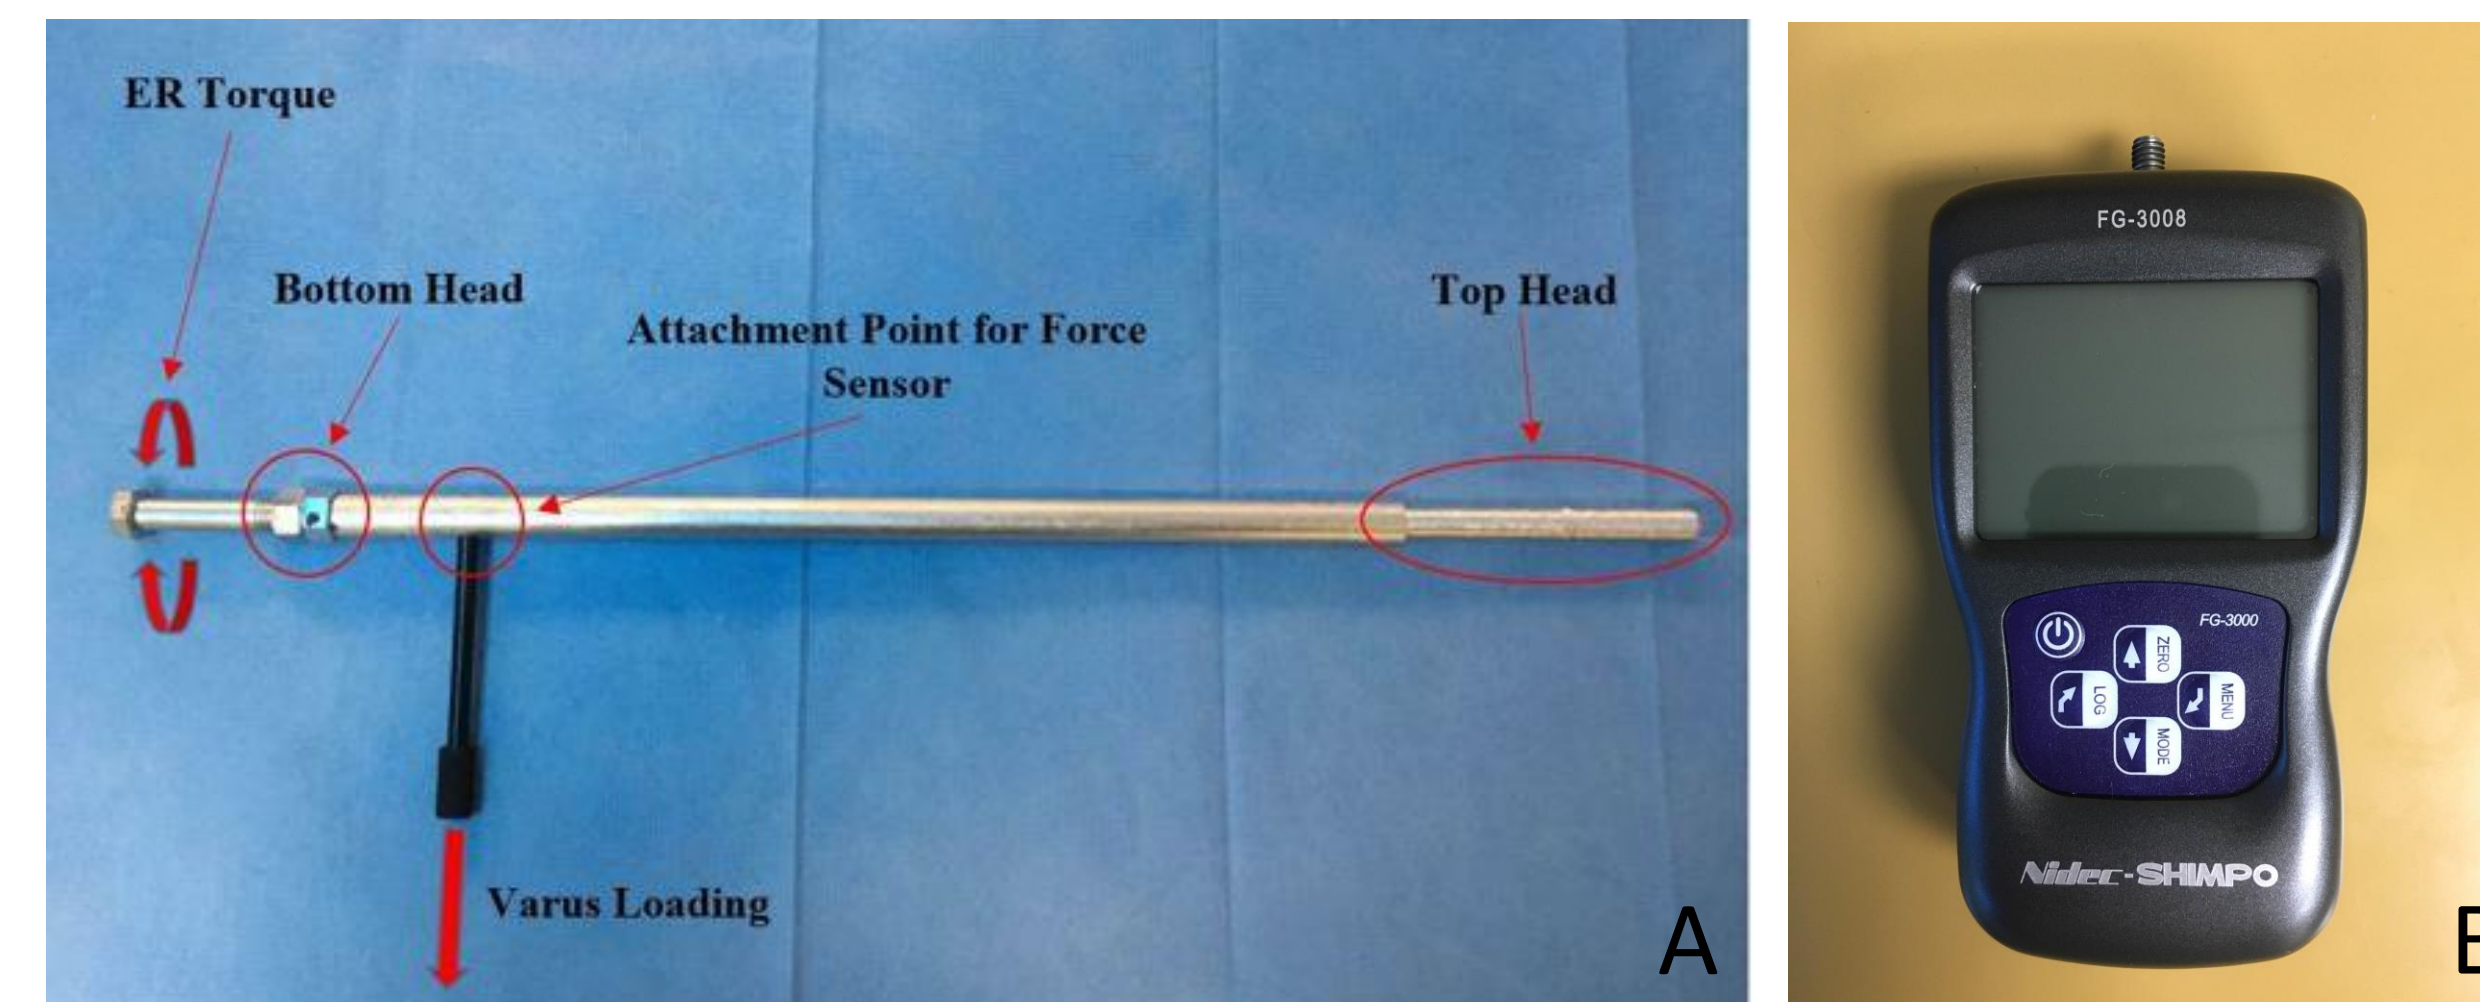 ER Torque
Bottom Head
Attachment Point for Force
Sensor
Top Head
Varus Loading
A
FG-3008
FG-3000
ZERO
LOG
MENU
MODE
Nidec-SHIMPO